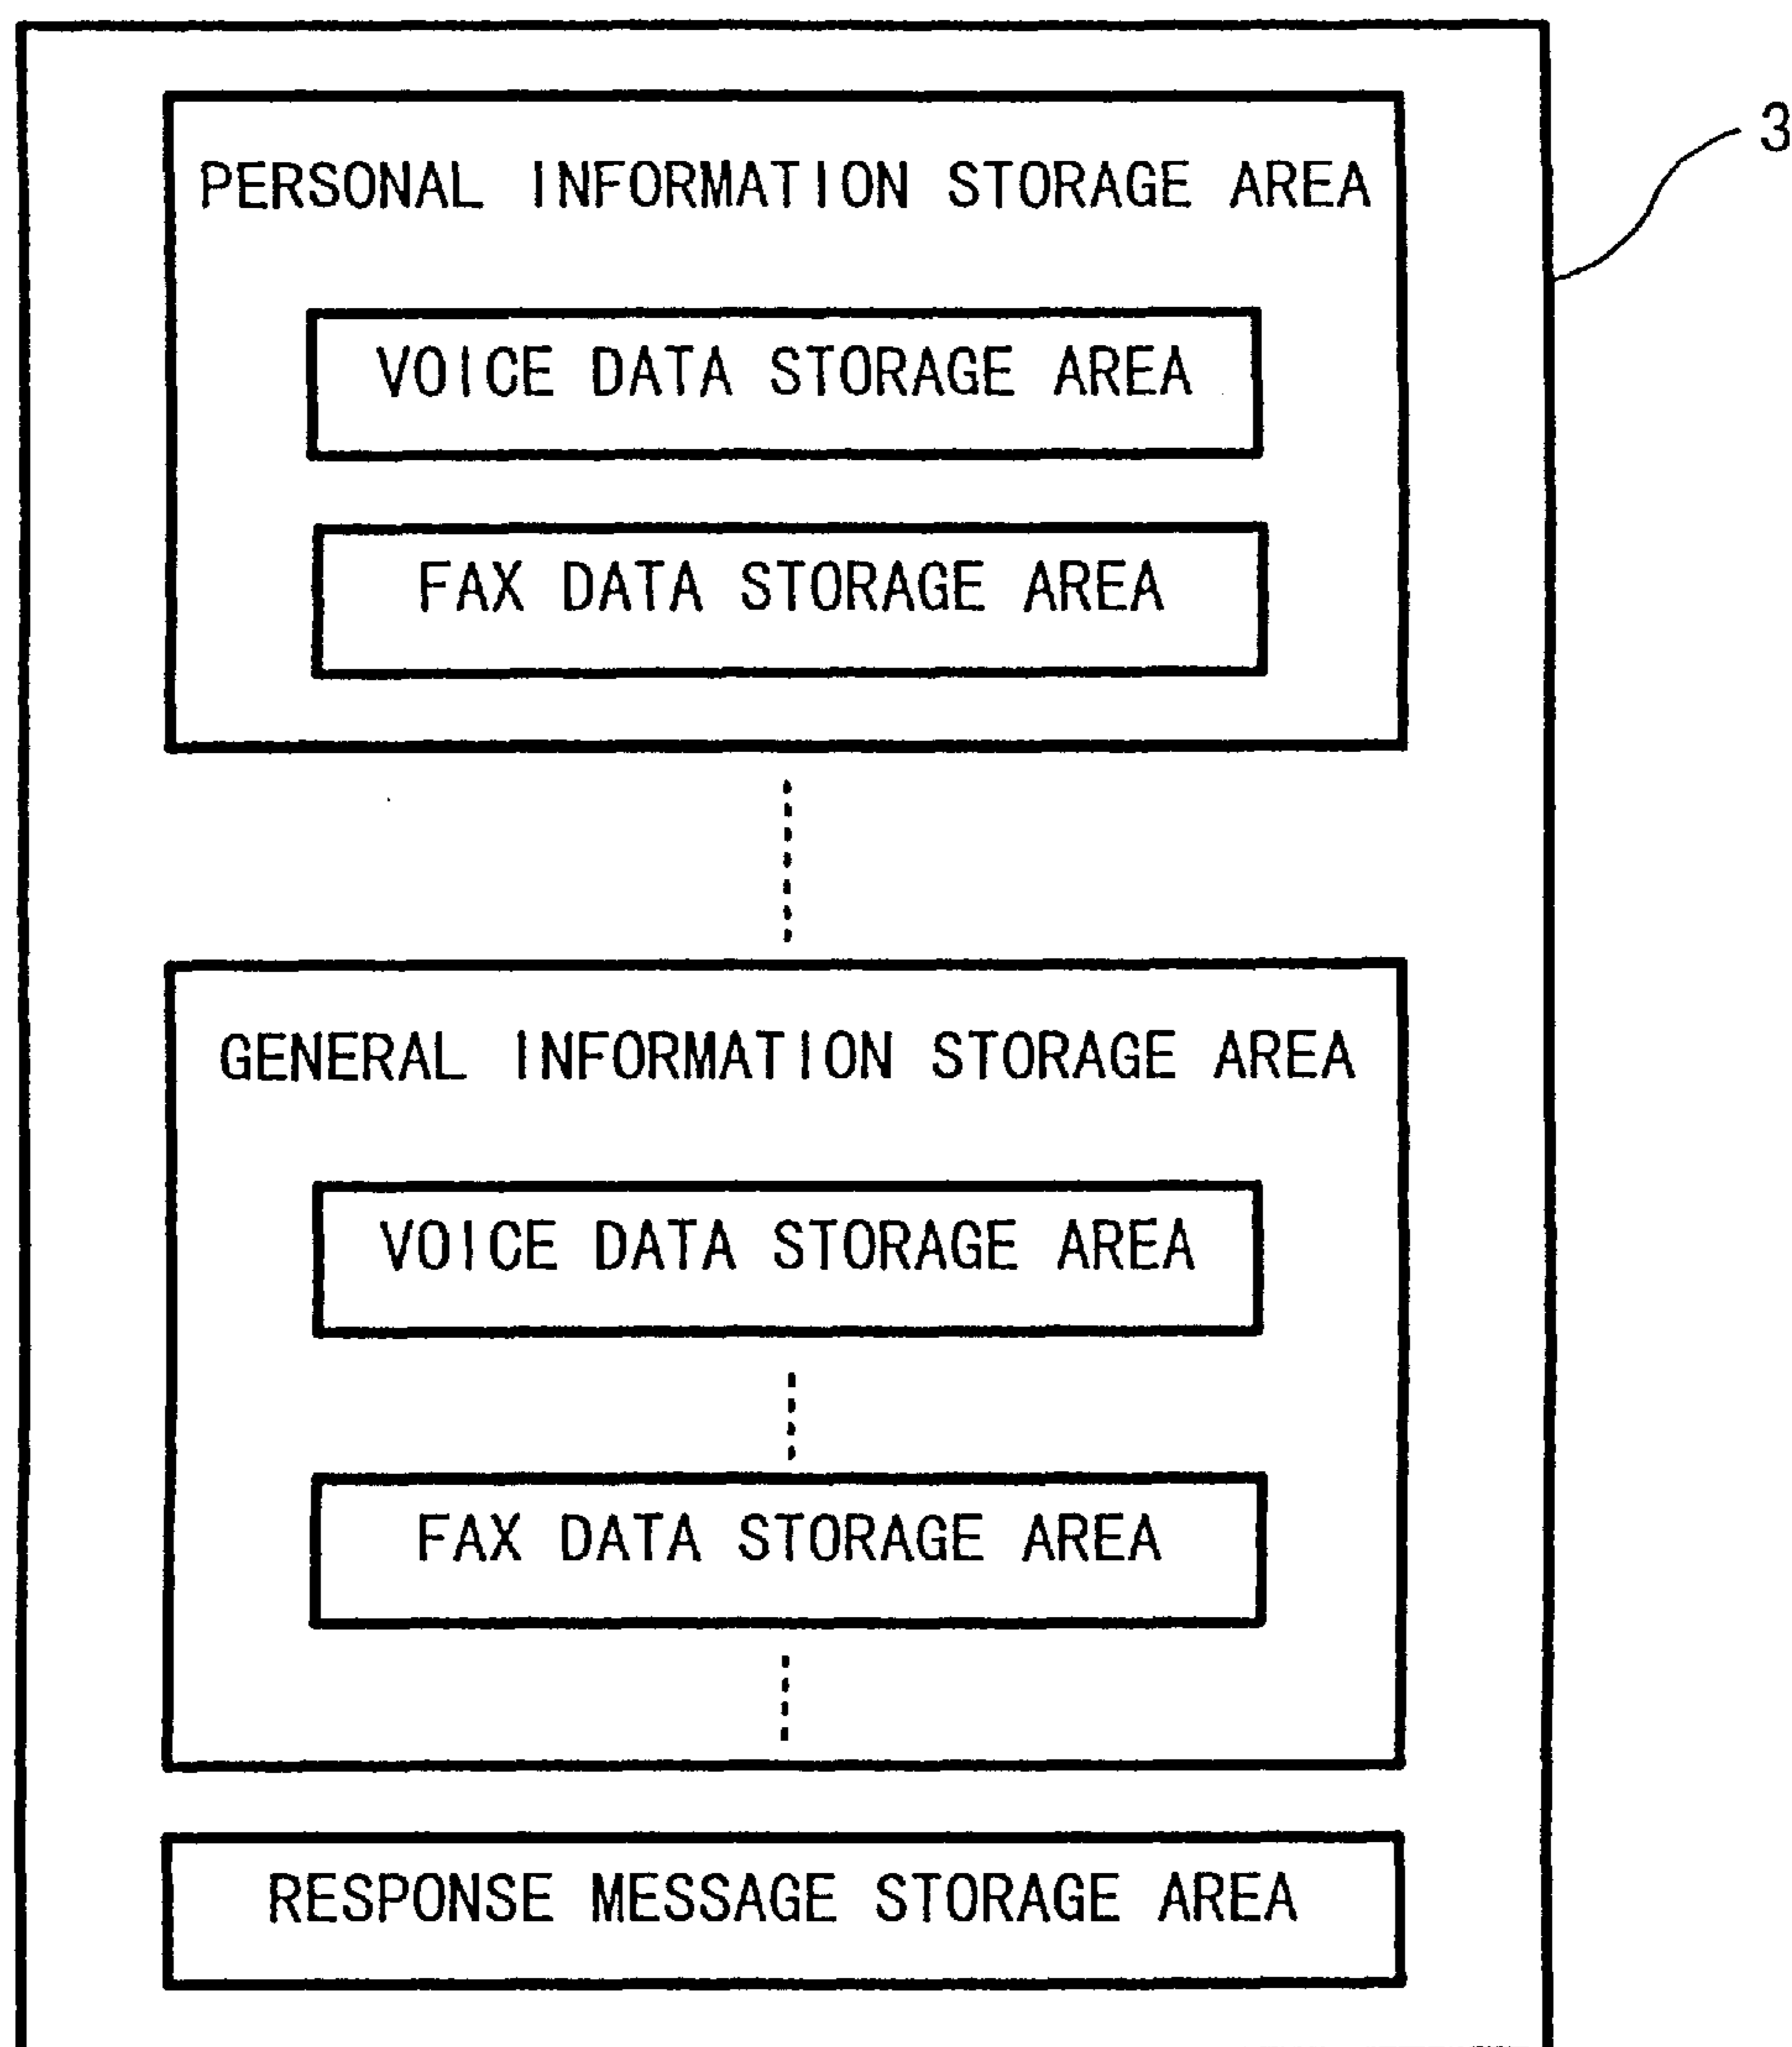 3
PERSONAL INFORMATION STORAGE AREA
VOICE DATA STORAGE AREA
FAX DATA STORAGE AREA
GENERAL INFORMATION STORAGE AREA
VOICE DATA STORAGE AREA
FAX DATA STORAGE AREA
RESPONSE MESSAGE STORAGE AREA